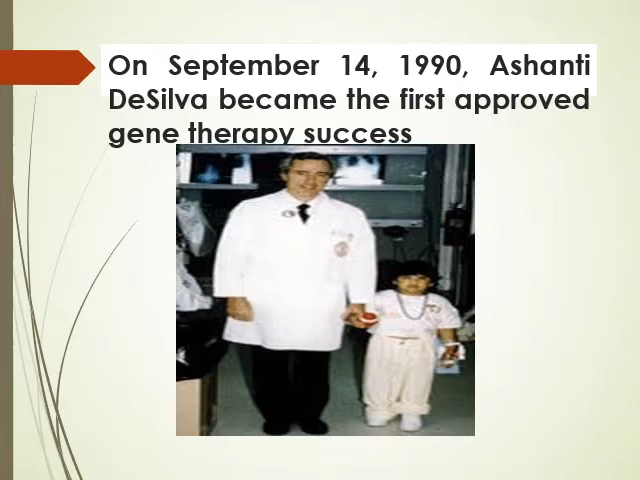 On September 14, 1990, Ashanti
DeSilva became the first approved
gene therapy success